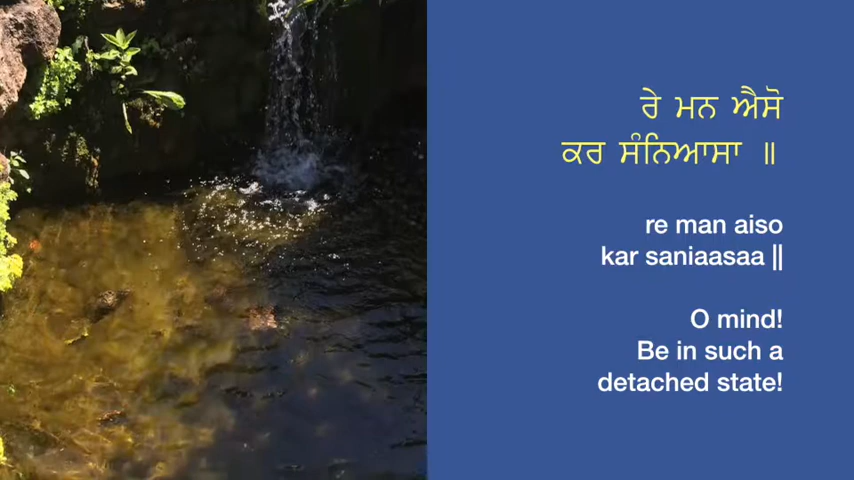 ਰੇ ਮਨ ਐਸੋ
ਕਰ ਸੰਨਿਆਸਾ ॥
re man aiso
kar saniaasaa ||
O mind!
Be in such a
detached state!